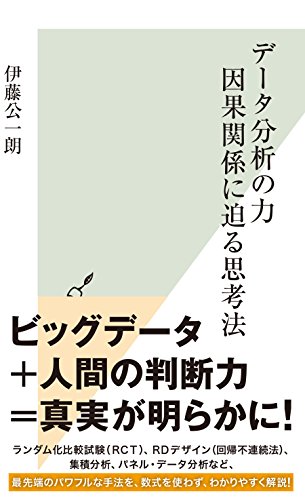 データ分析の力
因果関係に迫る思考法
伊藤公一朗
ビッグデータ
＋人間の判断力
＝真実が明らかに！
ランダム化比較試験（RCT）、RDデザイン（回帰不連続法）、
集積分析、パネル・データ分析など、
最先端のパワフルな手法を、数式を使わず、わかりやすく解説！